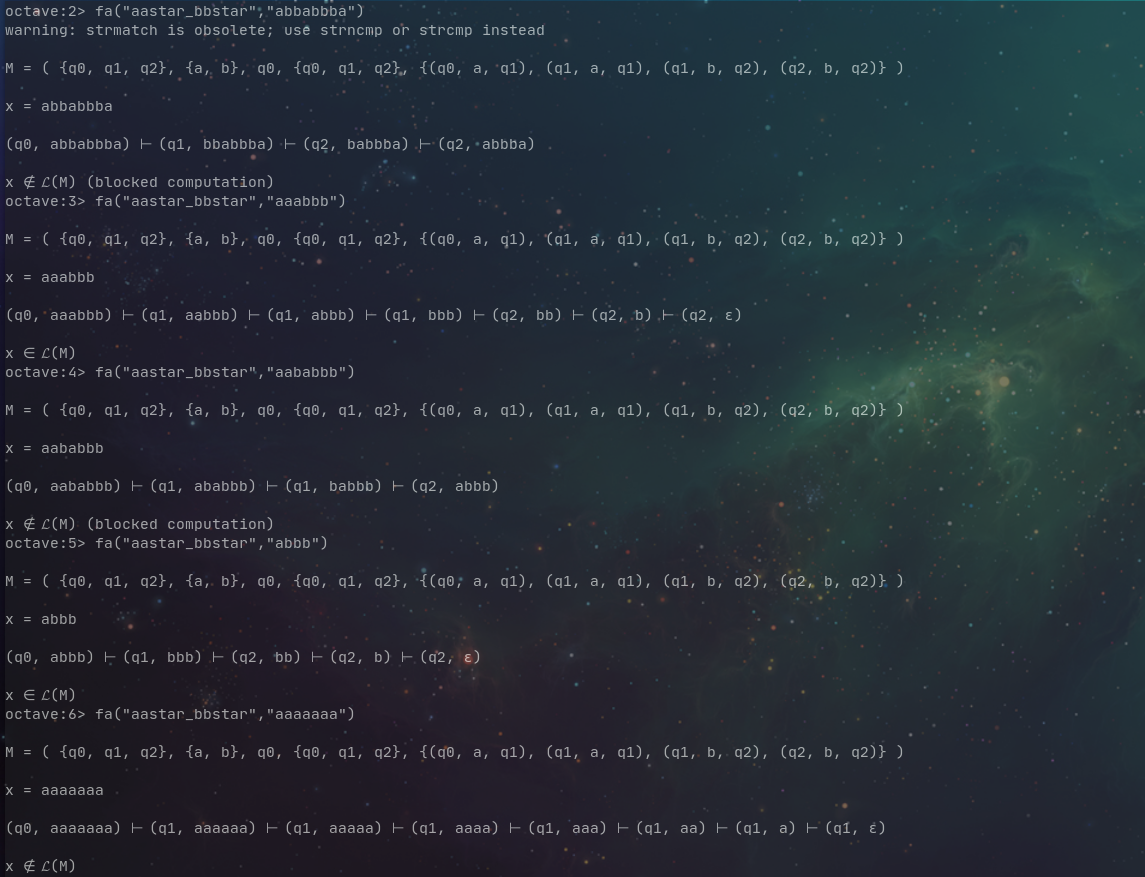 octave:2> fa("aastar_bbstar","abbabbba")
warning: strmatch is obsolete; use strncmp or strcmp instead
M = ( {q0, q1, q2}, {a, b}, q0, {q0, q1, q2}, {(q0, a, q1), (q1, a, q1), (q1, b, q2), (q2, b, q2)} )
x = abbabbba
(q0, abbabbba) ⊢ (q1, bbabbba) ⊢ (q2, babbba) ⊢ (q2, abbba)
x ∉ ℒ(M) (blocked computation)
octave:3> fa("aastar_bbstar","aaabbb")
M = ( {q0, q1, q2}, {a, b}, q0, {q0, q1, q2}, {(q0, a, q1), (q1, a, q1), (q1, b, q2), (q2, b, q2)} )
x = aaabbb
(q0, aaabbb) ⊢ (q1, aabbb) ⊢ (q1, abbb) ⊢ (q1, bbb) ⊢ (q2, bb) ⊢ (q2, b) ⊢ (q2, ε)
x ∈ ℒ(M)
octave:4> fa("aastar_bbstar","aababbb")
M = ( {q0, q1, q2}, {a, b}, q0, {q0, q1, q2}, {(q0, a, q1), (q1, a, q1), (q1, b, q2), (q2, b, q2)} )
x = aababbb
(q0, aababbb) ⊢ (q1, ababbb) ⊢ (q1, babbb) ⊢ (q2, abbb)
x ∉ ℒ(M) (blocked computation)
octave:5> fa("aastar_bbstar","abbb")
M = ( {q0, q1, q2}, {a, b}, q0, {q0, q1, q2}, {(q0, a, q1), (q1, a, q1), (q1, b, q2), (q2, b, q2)} )
x = abbb
(q0, abbb) ⊢ (q1, bbb) ⊢ (q2, bb) ⊢ (q2, b) ⊢ (q2, ε)
x ∈ ℒ(M)
octave:6> fa("aastar_bbstar","aaaaaaa")
M = ( {q0, q1, q2}, {a, b}, q0, {q0, q1, q2}, {(q0, a, q1), (q1, a, q1), (q1, b, q2), (q2, b, q2)} )
x = aaaaaaa
(q0, aaaaaaa) ⊢ (q1, aaaaaa) ⊢ (q1, aaaaa) ⊢ (q1, aaaa) ⊢ (q1, aaa) ⊢ (q1, aa) ⊢ (q1, a) ⊢ (q1, ε)
x ∉ ℒ(M)